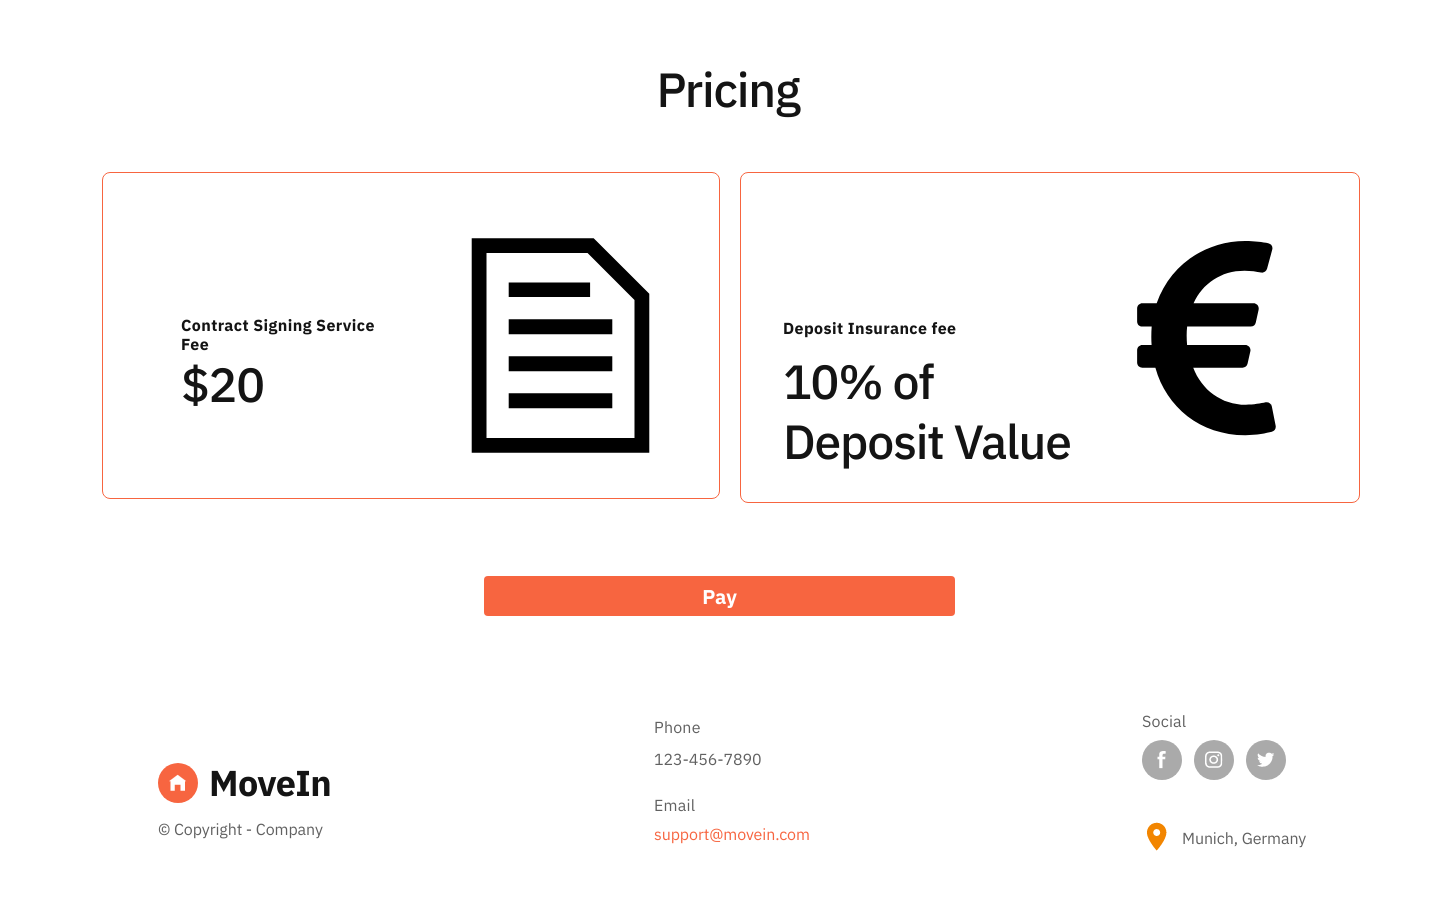 Pricing
Contract Signing Service
Fee
$20
Deposit Insurance fee
10% of
Deposit Value
Pay
MoveIn
© Copyright - Company
Phone
123-456-7890
Email
support@movein.com
Social
Munich, Germany